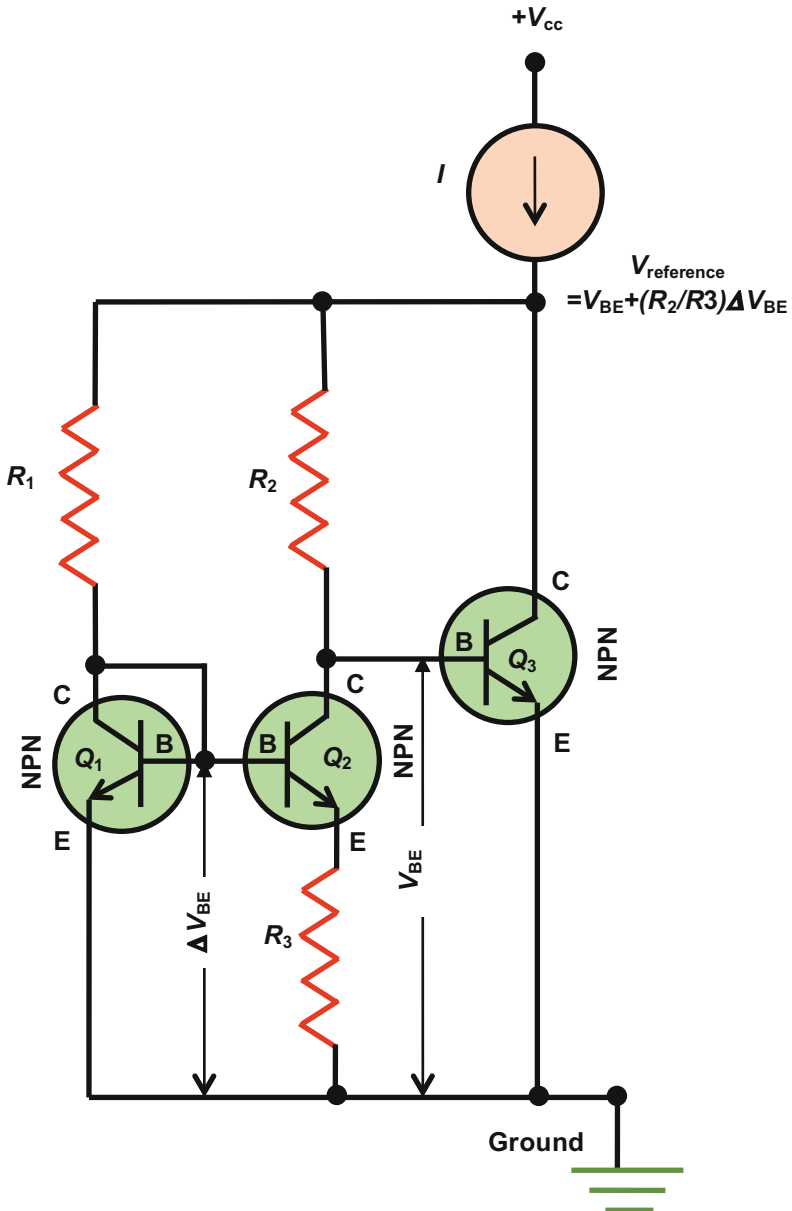 +Vcc
I
Vreference
=VBE+(R2/R3)ΔVBE
R1
R2
C
B
Q3
NPN
E
C
B
Q1
NPN
E
C
B
Q2
NPN
E
ΔVBE
VBE
R3
Ground